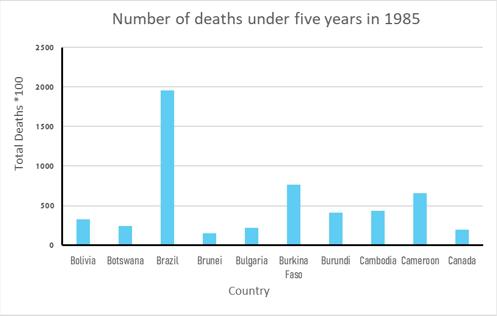 Number of deaths under five years in 1985
Total Deaths *100
2500
2000
1500
1000
500
0
Bolivia Botswana Brazil Brunei Bulgaria Burkina Faso Burundi Cambodia Cameroon Canada
Country